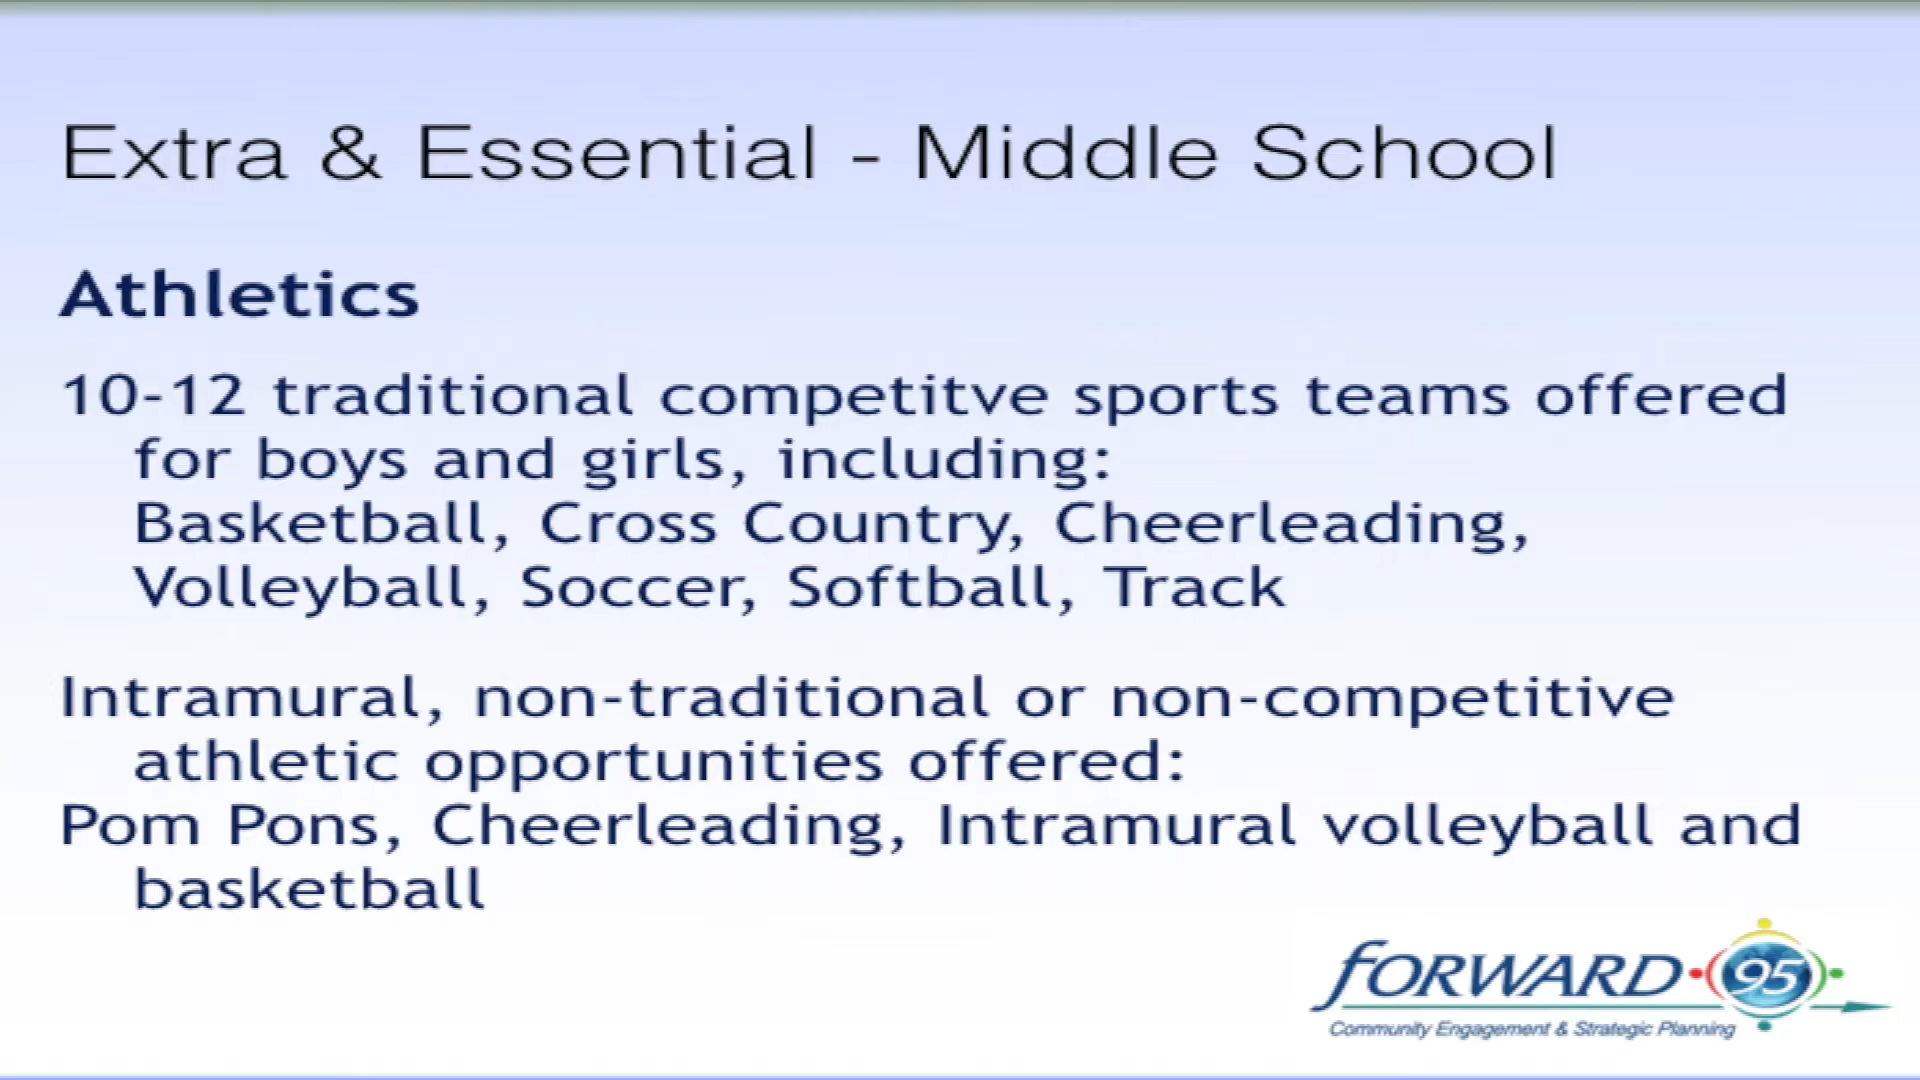 Extra & Essential - Middle School
Athletics
10-12 traditional competitve sports teams offered
for boys and girls, including:
Basketball, Cross Country, Cheerleading,
Volleyball, Soccer, Softball, Track
Intramural, non-traditional or non-competitive
athletic opportunities offered:
Pom Pons, Cheerleading, Intramural volleyball and
basketball
FORWARD 95
Community Engagement & Strategic Planning